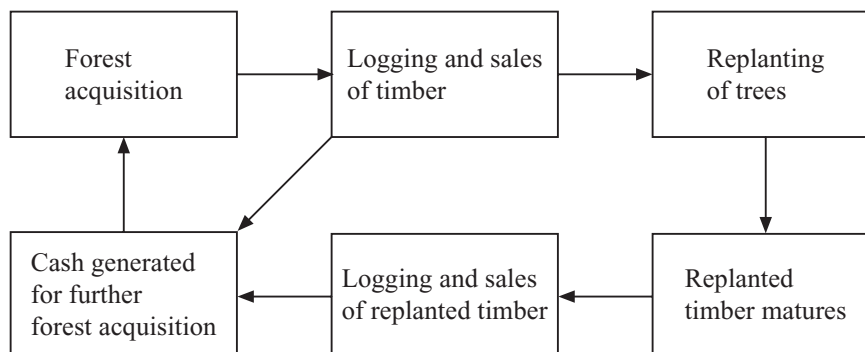 Forest
acquisition
Logging and sales
of timber
Replanting
of trees
Cash generated
for further
forest acquisition
Logging and sales
of replanted timber
Replanted
timber matures